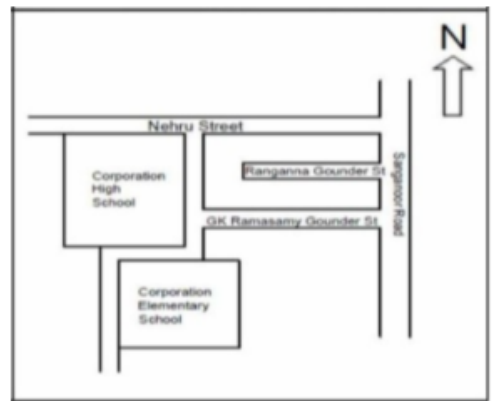 N
Nehru Street
Corporation
High
School
Ranganna Gounder St
Sanganoor Road
GK Ramasamy Gounder St
Corporation
Elementary
School